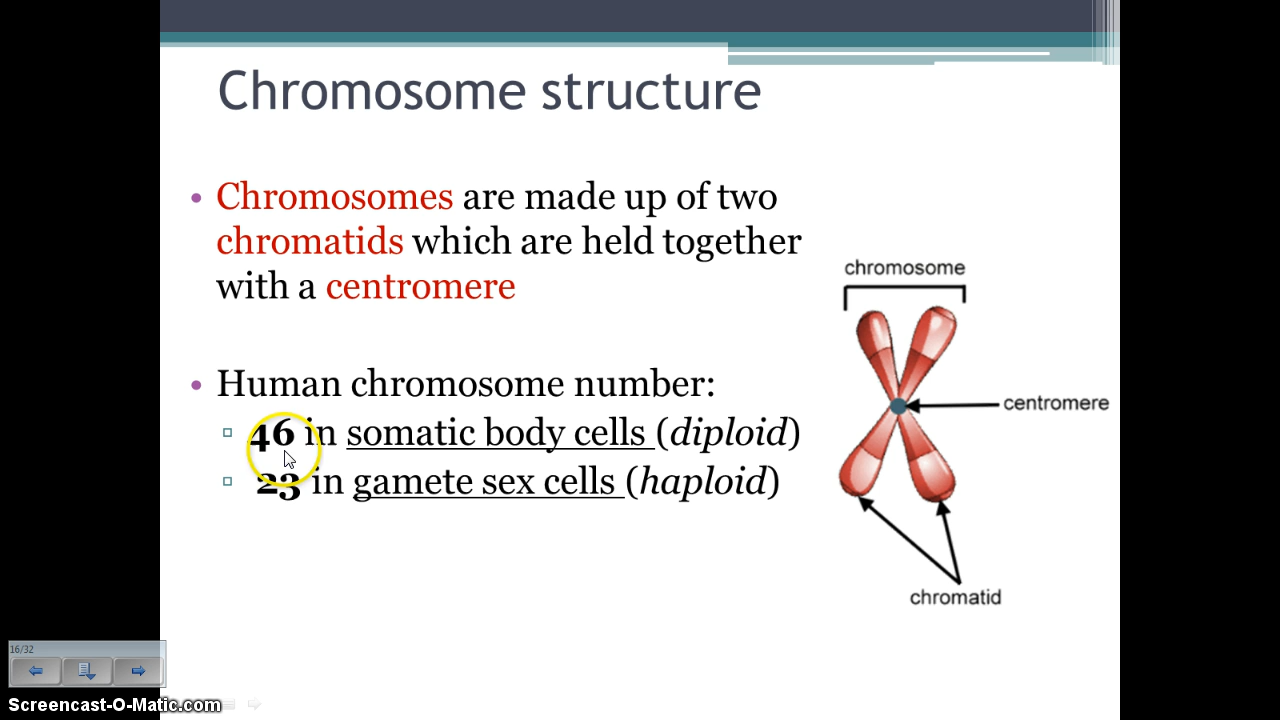 Chromosome structure
• Chromosomes are made up of two
chromatids which are held together
with a centromere
• Human chromosome number:
▫ 46 in somatic body cells (diploid)
▫ 23 in gamete sex cells (haploid)
chromosome
centromere
chromatid
16/32
Screencast-O-Matic.com